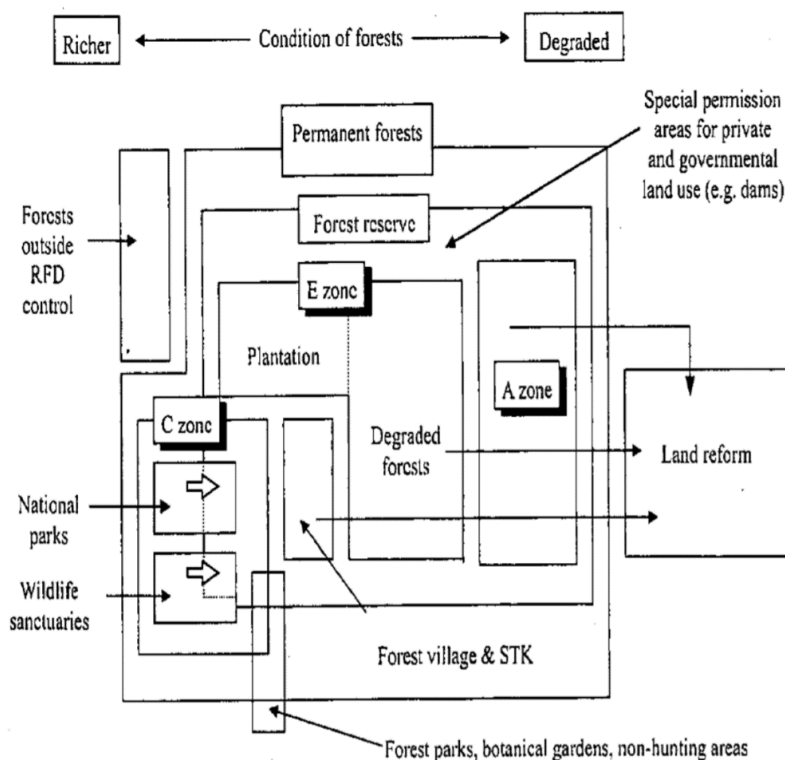 Richer
Condition of forests
Degraded
Special permission
areas for private
and governmental
land use (e.g. dams)
Permanent forests
Forests
outside
RFD
control
Forest reserve
E zone
Plantation
A zone
C zone
Degraded
forests
Land reform
National
parks
Wildlife
sanctuaries
Forest village & STK
Forest parks, botanical gardens, non-hunting areas